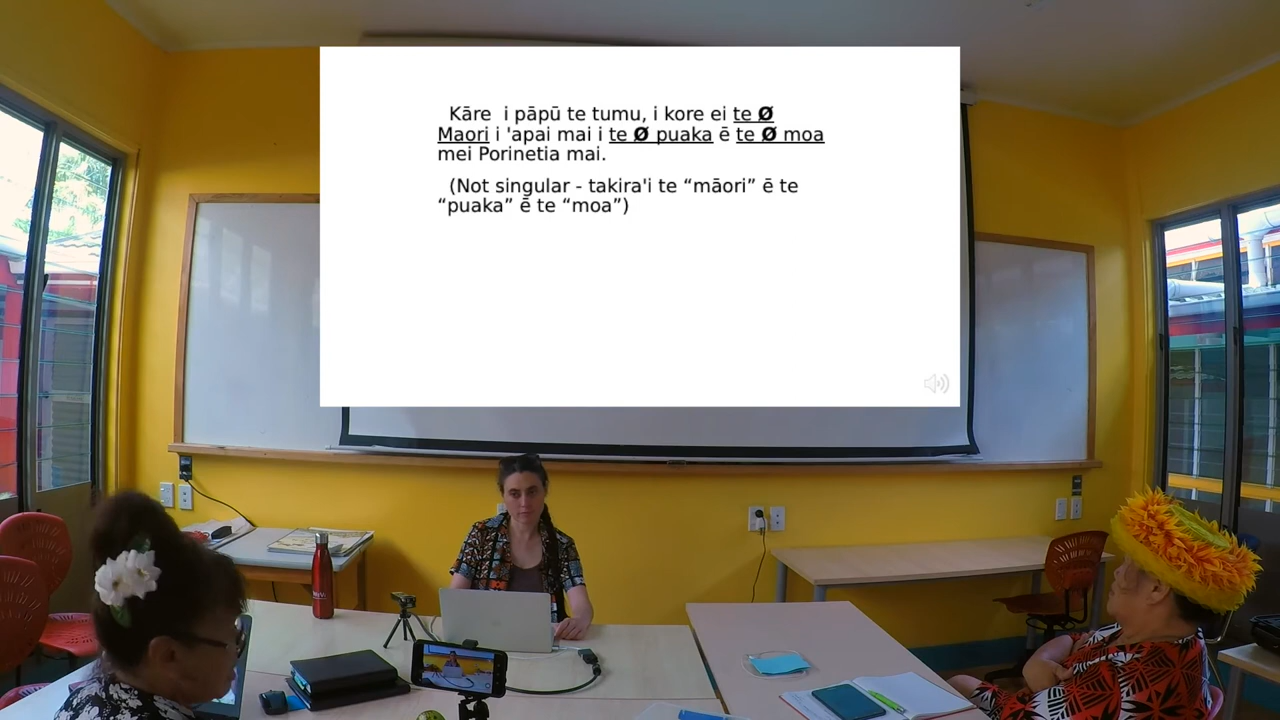 Kāre  i pāpū te tumu, i kore ei te Ø
Maori i 'apai mai i te Ø puaka ē te Ø moa
mei Porinetia mai.
(Not singular - takira'i te “māori” ē te
“puaka” ē te “moa”)